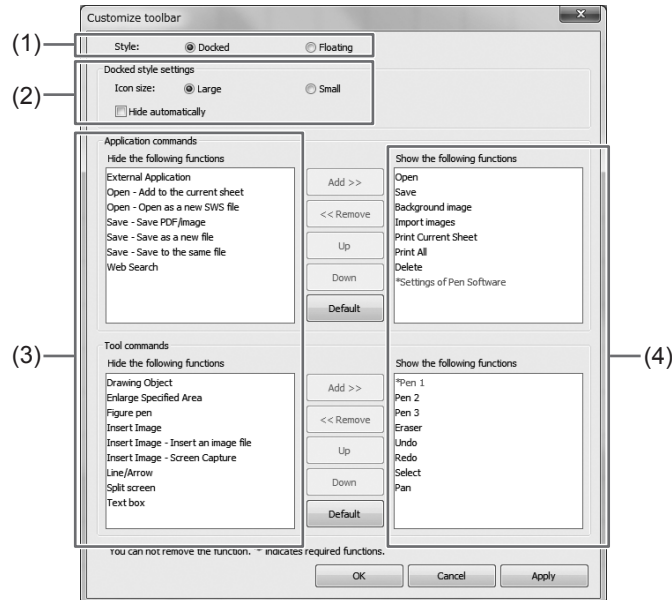 Customize toolbar
(1)
Style: Docked Floating
Docked style settings
(2)
Icon size: Large Small
Hide automatically
Application commands
Hide the following functions
External Application
Open - Add to the current sheet
Open - Open as a new SWS file
Save - Save PDF/image
Save - Save as a new file
Save - Save to the same file
Web Search
Add >>
<< Remove
Up
Down
Default
Show the following functions
Open
Save
Background image
Import images
Print Current Sheet
Print All
Delete
*Settings of Pen Software
(3)
(4)
Tool commands
Hide the following functions
Drawing Object
Enlarge Specified Area
Figure pen
Insert Image
Insert Image - Insert an image file
Insert Image - Screen Capture
Line/Arrow
Split screen
Text box
Add >>
<< Remove
Up
Down
Default
Show the following functions
*Pen 1
Pen 2
Pen 3
Eraser
Undo
Redo
Select
Pan
You can not remove the function. * indicates required functions.
OK Cancel Apply